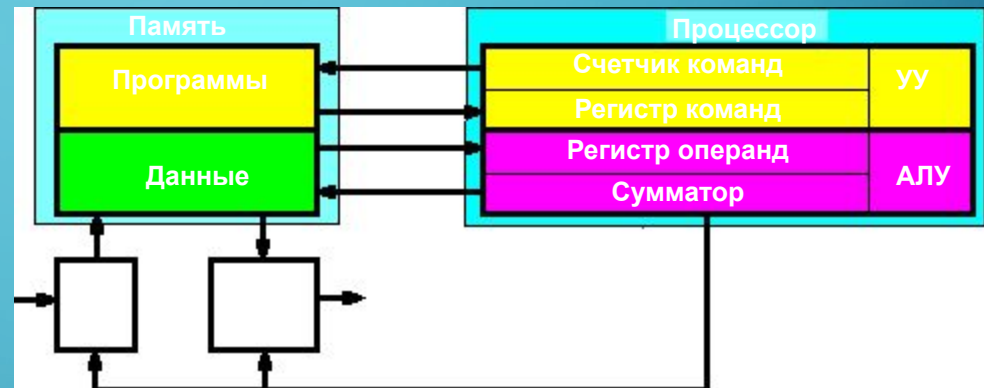 Память
Процессор
Программы
Счетчик команд
УУ
Регистр команд
Данные
Регистр операнд
АЛУ
Сумматор